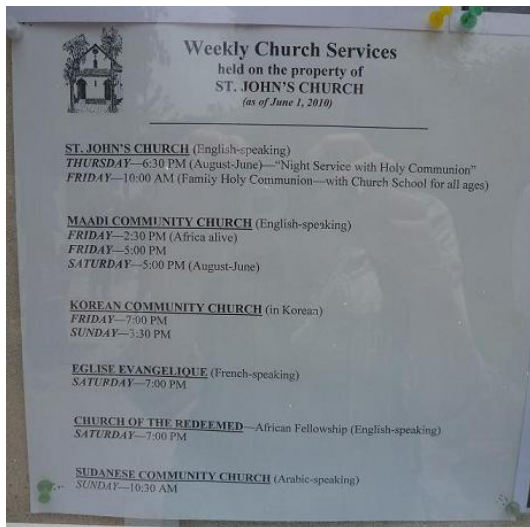 Weekly Church Services
held on the property of
ST. JOHN'S CHURCH
(as of June 1, 2010)
ST. JOHN'S CHURCH (English-speaking)
THURSDAY—6:30 PM (August-June)—"Night Service with Holy Communion"
FRIDAY—10:00 AM (Family Holy Communion—with Church School for all ages)
MAADI COMMUNITY CHURCH (English-speaking)
FRIDAY—2:30 PM (Africa alive)
FRIDAY—5:00 PM
SATURDAY—5:00 PM (August-June)
KOREAN COMMUNITY CHURCH (in Korean)
FRIDAY—7:00 PM
SUNDAY—3:30 PM
EGLISE EVANGELIQUE (French-speaking)
SATURDAY—7:00 PM
CHURCH OF THE REDEEMED—African Fellowship (English-speaking)
SATURDAY—7:00 PM
SUDANESE COMMUNITY CHURCH (Arabic-speaking)
SUNDAY—10:30 AM